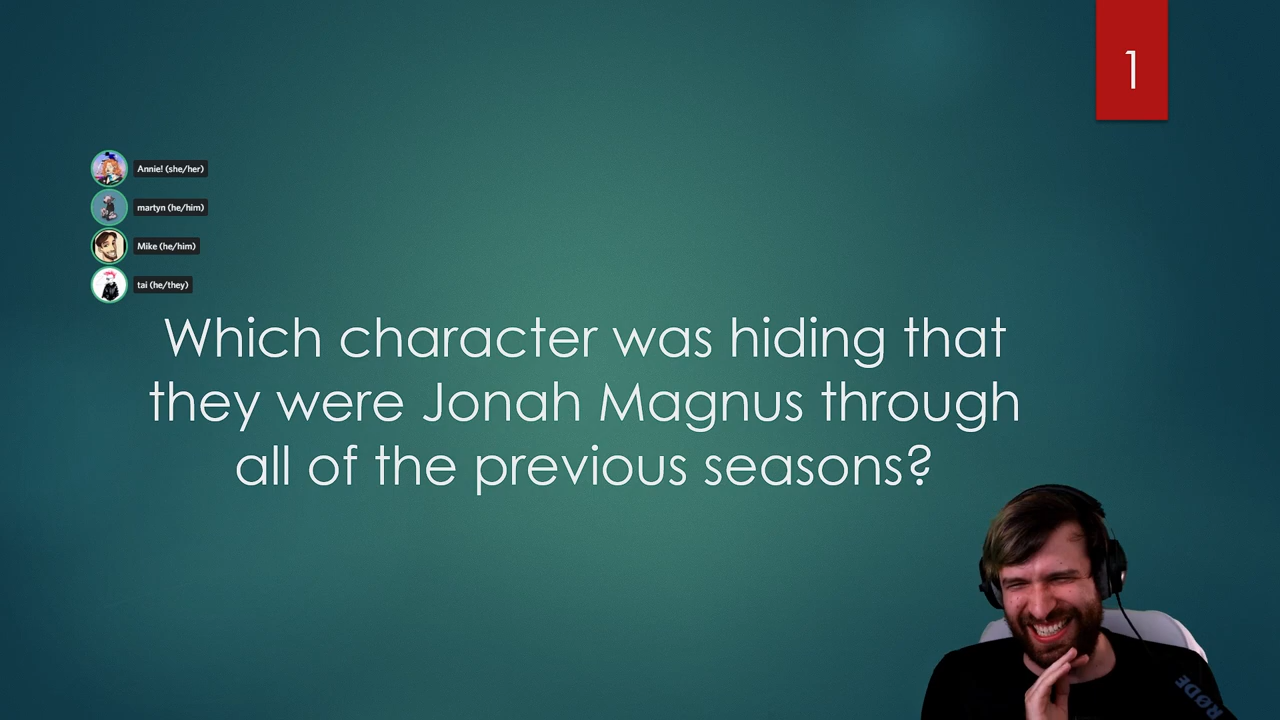 1
Annie! (she/her)
martyn (he/him)
Mike (he/him)
tai (he/they)
Which character was hiding that
they were Jonah Magnus through
all of the previous seasons?
RØDE